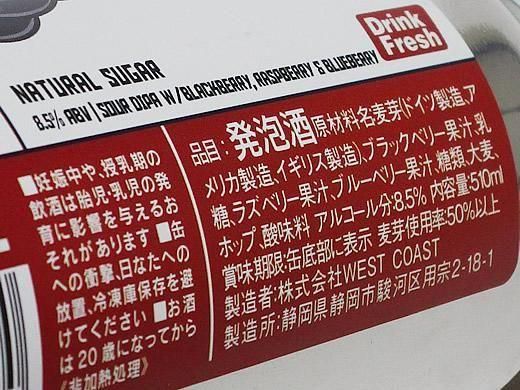 Drink
Fresh
NATURAL SUGAR
8.5% ABV | SOUR DIPA W/BLACKBERRY, RASPBERRY & BLUEBERRY
■妊娠中や、授乳期の
飲酒は胎児・乳児の発
育に影響を与えるお
それがあります ■缶
への衝撃、日なたへの
放置、冷凍庫保存を避
けてください ■お酒
は20歳になってから
《非加熱処理》
品目：発泡酒 原材料名:麦芽(ドイツ製造、ア
メリカ製造、イギリス製造)、ブラックベリー果汁、乳
糖、ラズベリー果汁、ブルーベリー果汁、糖類、大麦、
ホップ、酸味料 アルコール分:8.5% 内容量:510ml
賞味期限:缶底部に表示 麦芽使用率:50%以上
製造者:株式会社WEST COAST
製造所:静岡県静岡市駿河区用宗2-18-1